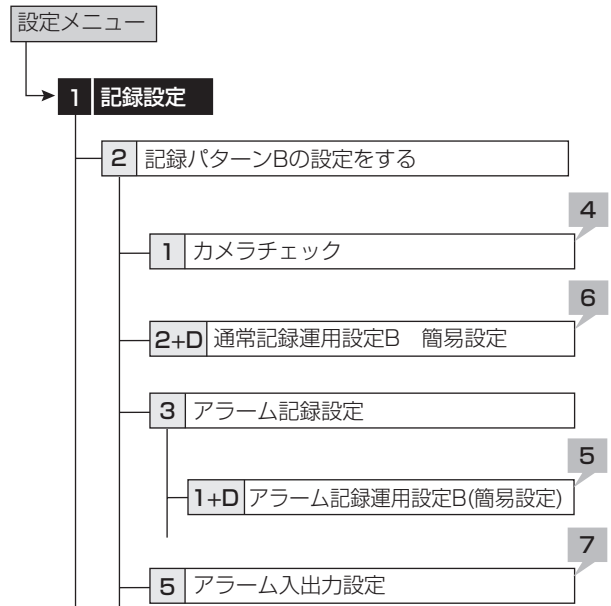 設定メニュー
1 記録設定
2 記録パターンBの設定をする
4
1 カメラチェック
6
2+D 通常記録運用設定B　簡易設定
3 アラーム記録設定
5
1+D アラーム記録運用設定B(簡易設定)
7
5 アラーム入出力設定